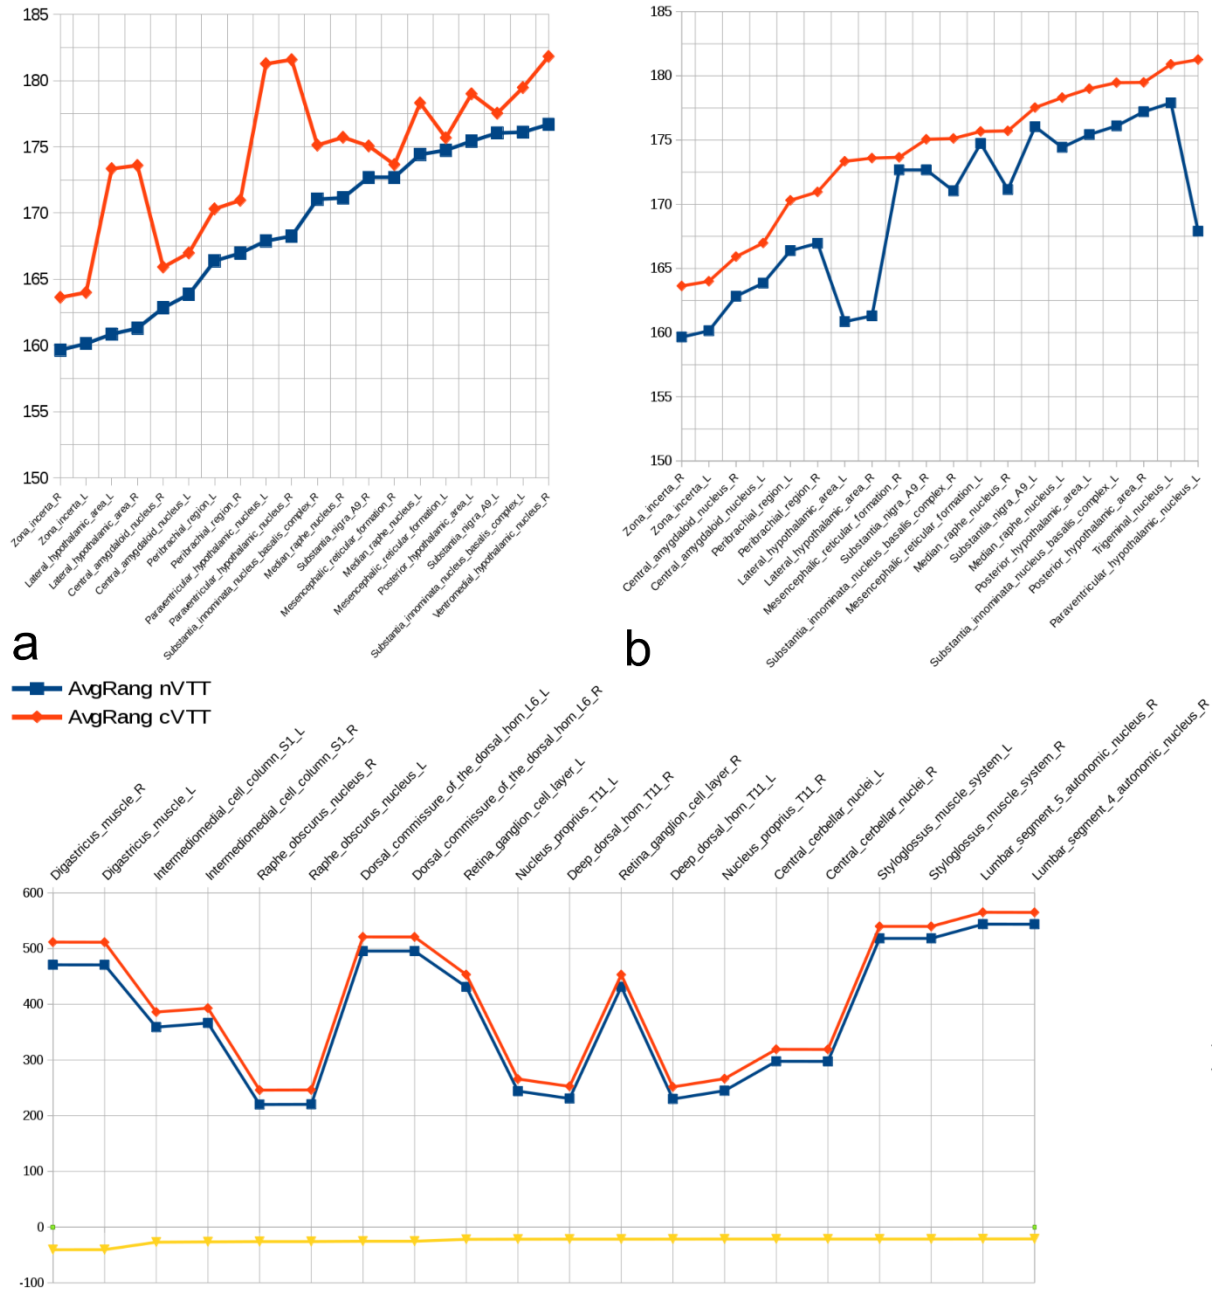 185
180
175
170
165
160
155
150
Zona_incerta_R
Zona_incerta_L
Lateral_hypothalamic_area_L
Lateral_hypothalamic_area_R
Central_amygdaloid_nucleus_R
Central_amygdaloid_nucleus_L
Peribrachial_region_L
Peribrachial_region_R
Paraventricular_hypothalamic_nucleus_L
Paraventricular_hypothalamic_nucleus_R
Substantia_innominata_nucleus_basalis_complex_R
Median_raphe_nucleus_R
Substantia_nigra_A9_R
Mesencephalic_reticular_formation_R
Median_raphe_nucleus_L
Mesencephalic_reticular_formation_L
Posterior_hypothalamic_area_L
Substantia_nigra_A9_L
Substantia_innominata_nucleus_basalis_complex_L
Ventromedial_hypothalamic_nucleus_R
a
185
180
175
170
165
160
155
150
Zona_incerta_R
Zona_incerta_L
Central_amygdaloid_nucleus_R
Central_amygdaloid_nucleus_L
Peribrachial_region_L
Peribrachial_region_R
Lateral_hypothalamic_area_L
Lateral_hypothalamic_area_R
Mesencephalic_reticular_formation_R
Substantia_nigra_A9_R
Substantia_innominata_nucleus_basalis_complex_R
Mesencephalic_reticular_formation_L
Median_raphe_nucleus_R
Substantia_nigra_A9_L
Median_raphe_nucleus_L
Posterior_hypothalamic_area_L
Substantia_innominata_nucleus_basalis_complex_L
Posterior_hypothalamic_area_R
Trigeminal_nucleus_L
Paraventricular_hypothalamic_nucleus_L
b
AvgRang nVTT
AvgRang cVTT
Digastricus_muscle_R
Digastricus_muscle_L
Intermediomedial_cell_column_S1_L
Intermediomedial_cell_column_S1_R
Raphe_obscurus_nucleus_R
Raphe_obscurus_nucleus_L
Dorsal_commissure_of_the_dorsal_horn_L6_L
Dorsal_commissure_of_the_dorsal_horn_L6_R
Retina_ganglion_cell_layer_L
Nucleus_proprius_T11_L
Deep_dorsal_horn_T11_R
Retina_ganglion_cell_layer_R
Deep_dorsal_horn_T11_L
Nucleus_proprius_T11_R
Central_cerbellar_nuclei_L
Central_cerbellar_nuclei_R
Styloglossus_muscle_system_L
Styloglossus_muscle_system_R
Lumbar_segment_5_autonomic_nucleus_R
Lumbar_segment_4_autonomic_nucleus_R
600
500
400
300
200
100
0
-100